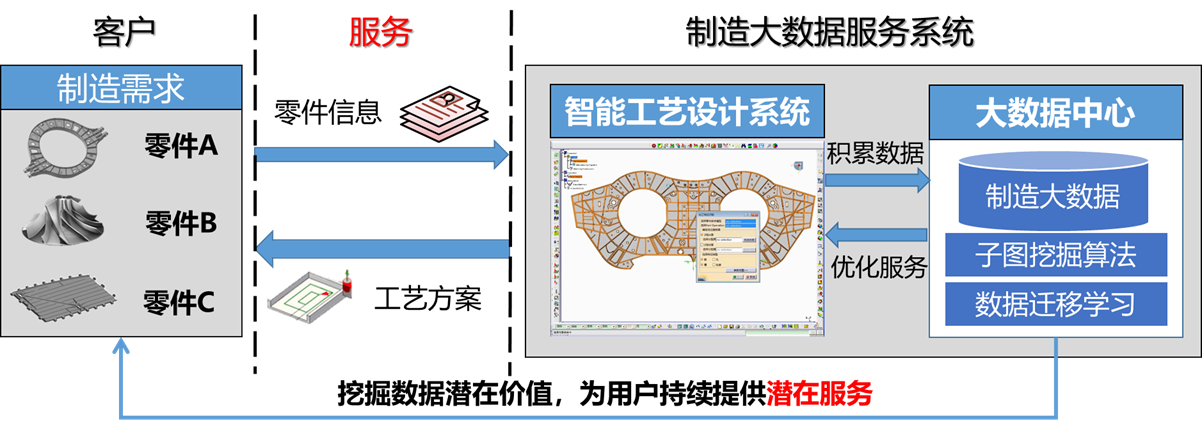 客户
服务
制造大数据服务系统
制造需求
零件A
零件B
零件C
零件信息
工艺方案
智能工艺设计系统
积累数据
优化服务
大数据中心
制造大数据
子图挖掘算法
数据迁移学习
挖掘数据潜在价值，为用户持续提供潜在服务